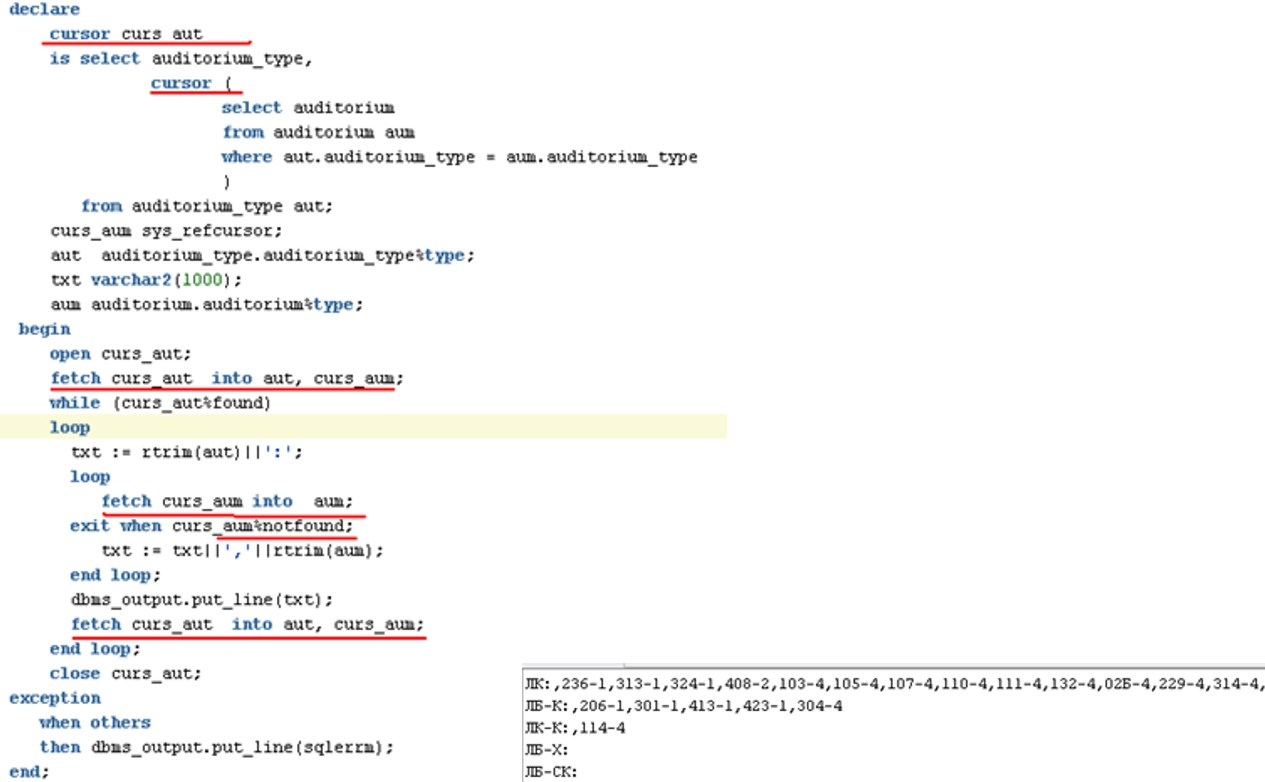 declare
cursor curs_aut
is select auditorium_type,
cursor (
select auditorium
from auditorium aum
where aut.auditorium_type = aum.auditorium_type
)
from auditorium_type aut;
curs_aum sys_refcursor;
aut auditorium_type.auditorium_type%type;
txt varchar2(1000);
aum auditorium.auditorium%type;
begin
open curs_aut;
fetch curs_aut into aut, curs_aum;
while (curs_aut%found)
loop
txt := rtrim(aut)||':';
loop
fetch curs_aum into aum;
exit when curs_aum%notfound;
txt := txt||','||rtrim(aum);
end loop;
dbms_output.put_line(txt);
fetch curs_aut into aut, curs_aum;
end loop;
close curs_aut;
exception
when others
then dbms_output.put_line(sqlerrm);
end;
ЛК:,236-1,313-1,324-1,408-2,103-4,105-4,107-4,110-4,111-4,132-4,02Б-4,229-4,314-4,
ЛБ-К:,206-1,301-1,413-1,423-1,304-4
ЛК-К:,114-4
ЛБ-X:
ЛБ-СК: